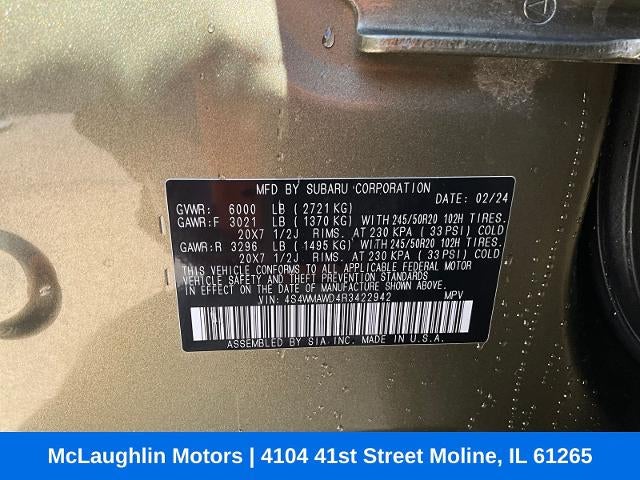 MFD BY SUBARU CORPORATION
DATE: 02/24
GVWR: 6000 LB (2721 KG)
GAWR:F 3021 LB (1370 KG) WITH 245/50R20 102H TIRES.
20X7 1/2J RIMS. AT 230 KPA (33 PSI) COLD
GAWR:R 3296 LB (1495 KG) WITH 245/50R20 102H TIRES.
20X7 1/2J RIMS. AT 230 KPA (33 PSI) COLD
THIS VEHICLE CONFORMS TO ALL APPLICABLE FEDERAL MOTOR
VEHICLE SAFETY AND THEFT PREVENTION STANDARDS
IN EFFECT ON THE DATE OF MANUFACTURE SHOWN ABOVE.
VIN: 4S4WMAWD4R3422942 MPV
ASSEMBLED BY SIA.INC. MADE IN U.S.A.
McLaughlin Motors | 4104 41st Street Moline, IL 61265